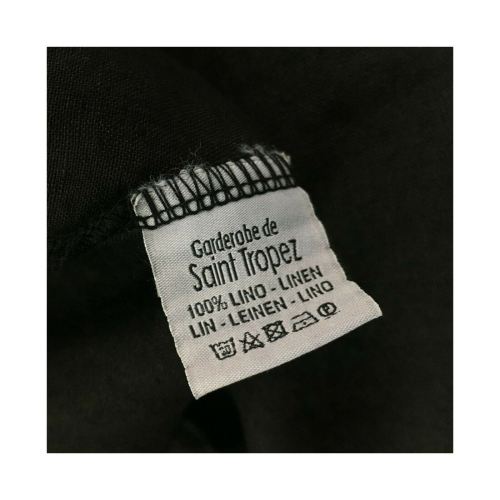 Garderobe de
Saint Tropez
100% LINO - LINEN
LIN - LEINEN - LINO